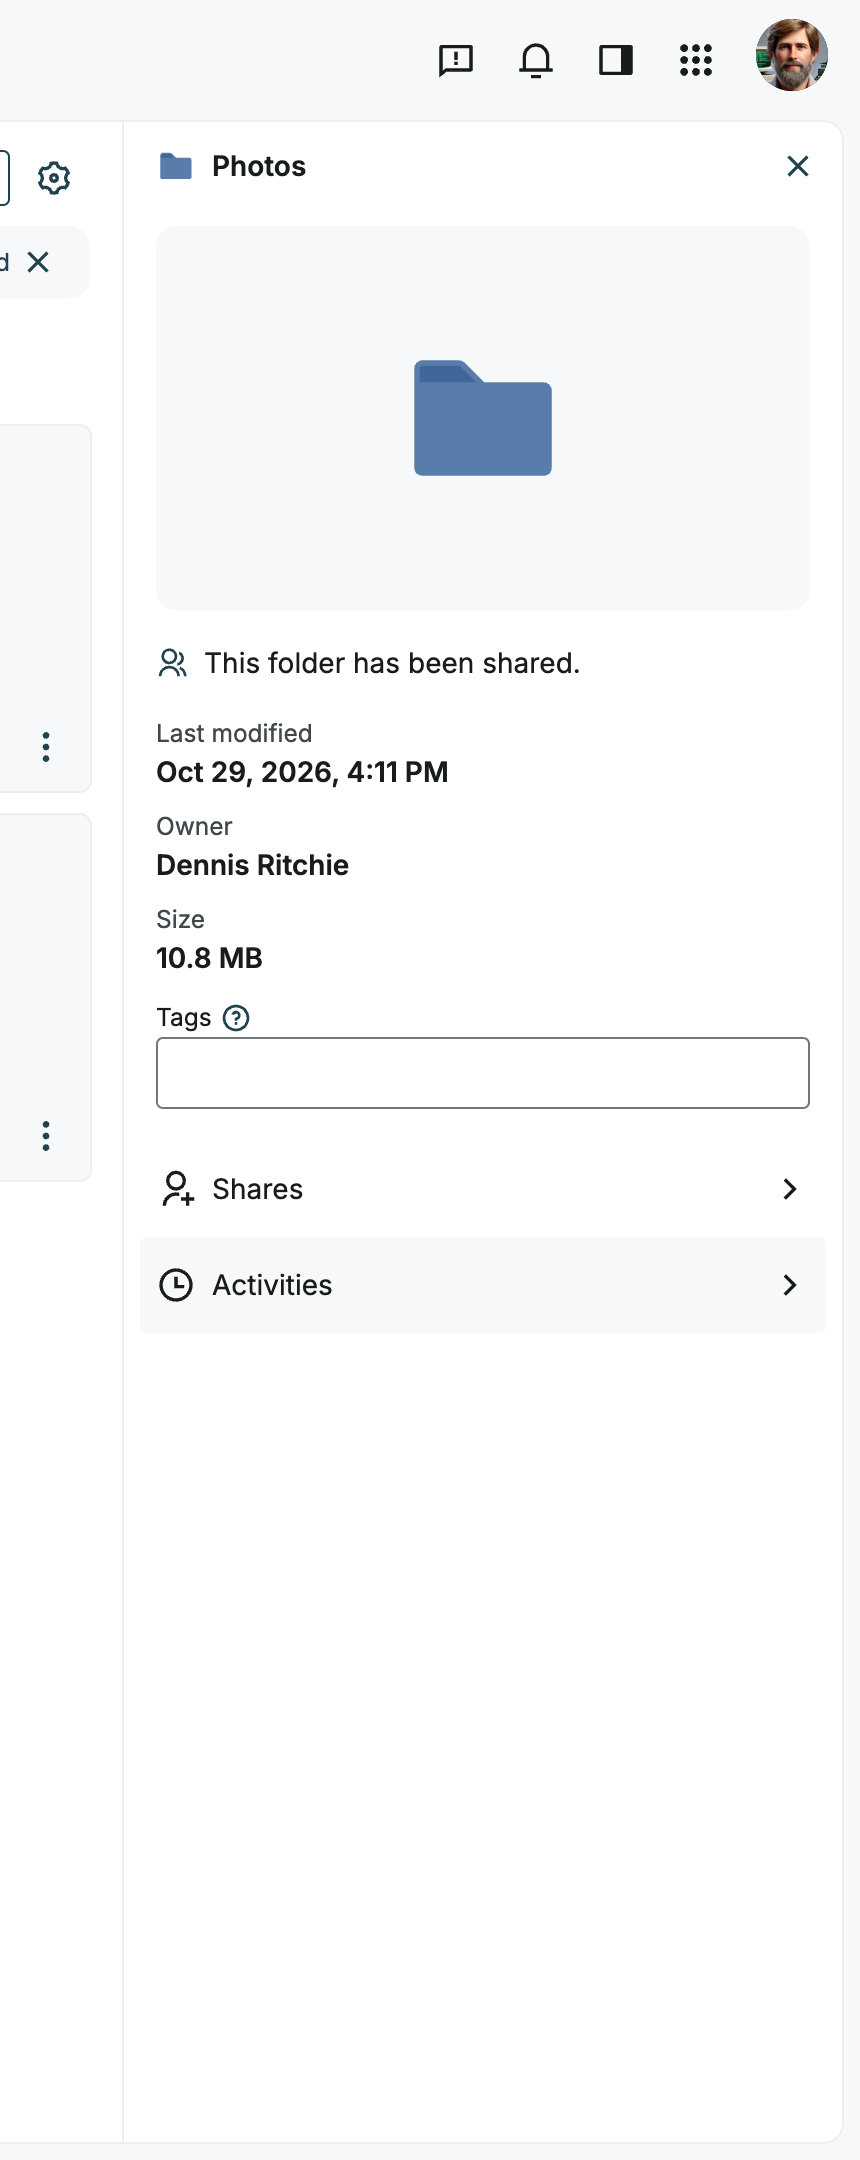 Photos
d
This folder has been shared.
Last modified
Oct 29, 2026, 4:11 PM
Owner
Dennis Ritchie
Size
10.8 MB
Tags
Shares
Activities